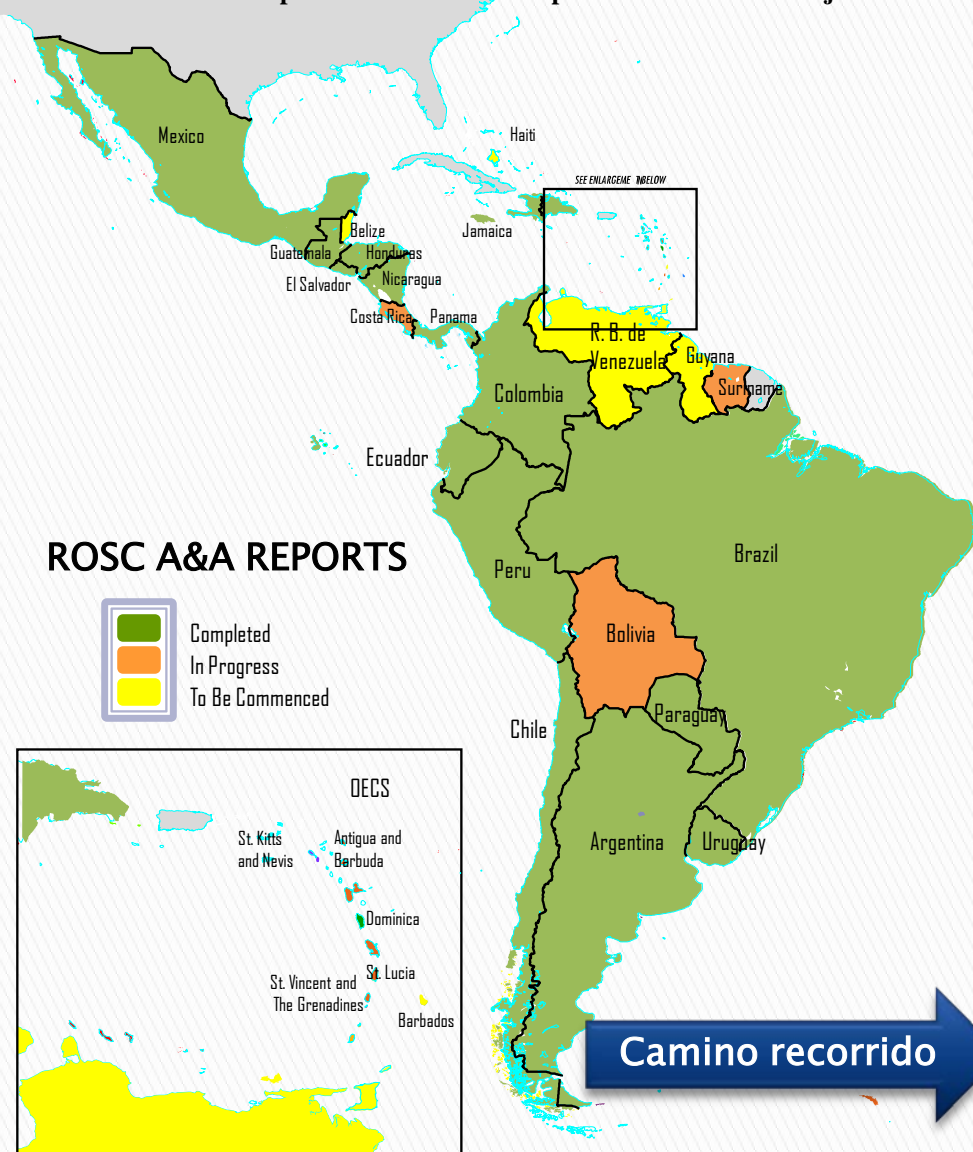 Mexico
Haiti
SEE ENLARGEME BELOW
Belize
Jamaica
Guatemala
Honduras
El Salvador
Nicaragua
Costa Rica
Panama
R. B. de
Venezuela
Guyana
Suriname
Colombia
Ecuador
ROSC A&A REPORTS
Brazil
Peru
Completed
Bolivia
In Progress
To Be Commenced
Paraguay
Chile
OECS
St. Kitts
and Nevis
Antigua and
Barbuda
Argentina
Uruguay
Dominica
St. Lucia
St. Vincent and
The Grenadines
Barbados
Camino recorrido